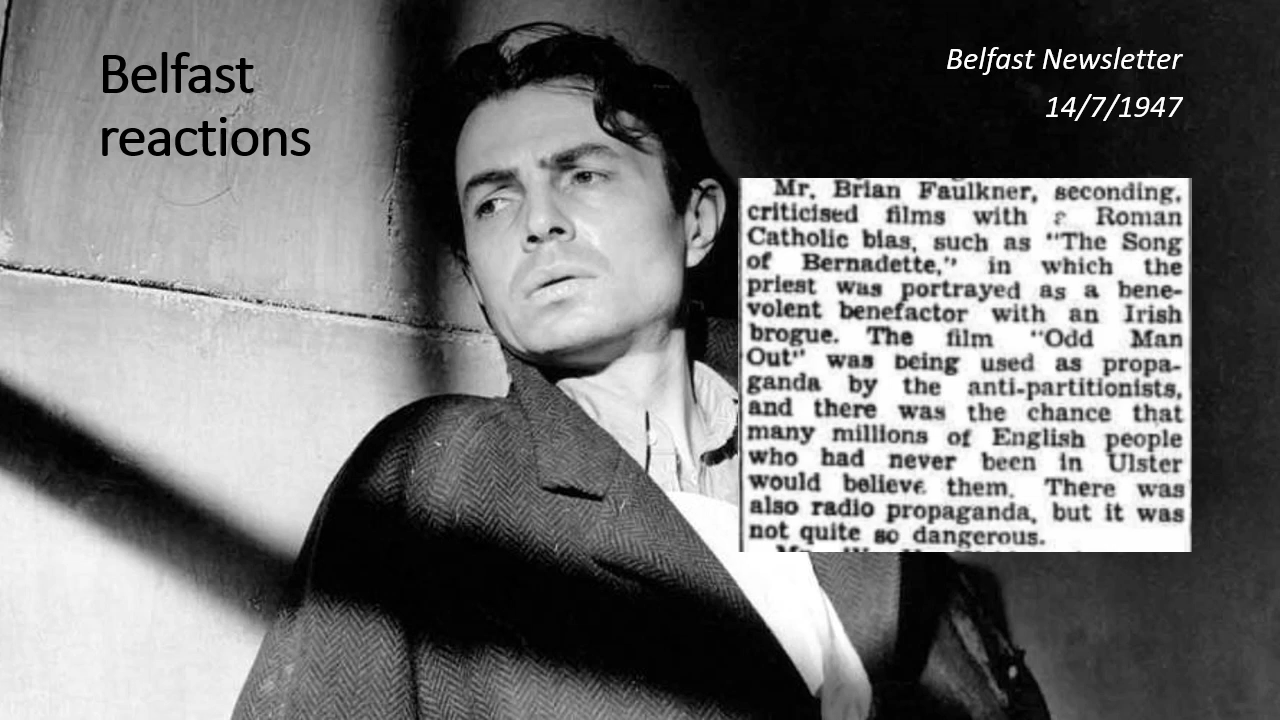 Belfast
reactions
Belfast Newsletter
14/7/1947
Mr. Brian Faulkner, seconding,
criticised films with a Roman
Catholic bias, such as "The Song
of Bernadette," in which the
priest was portrayed as a bene-
volent benefactor with an Irish
brogue. The film "Odd Man
Out" was being used as propa-
ganda by the anti-partitionists,
and there was the chance that
many millions of English people
who had never been in Ulster
would believe them. There was
also radio propaganda, but it was
not quite so dangerous.